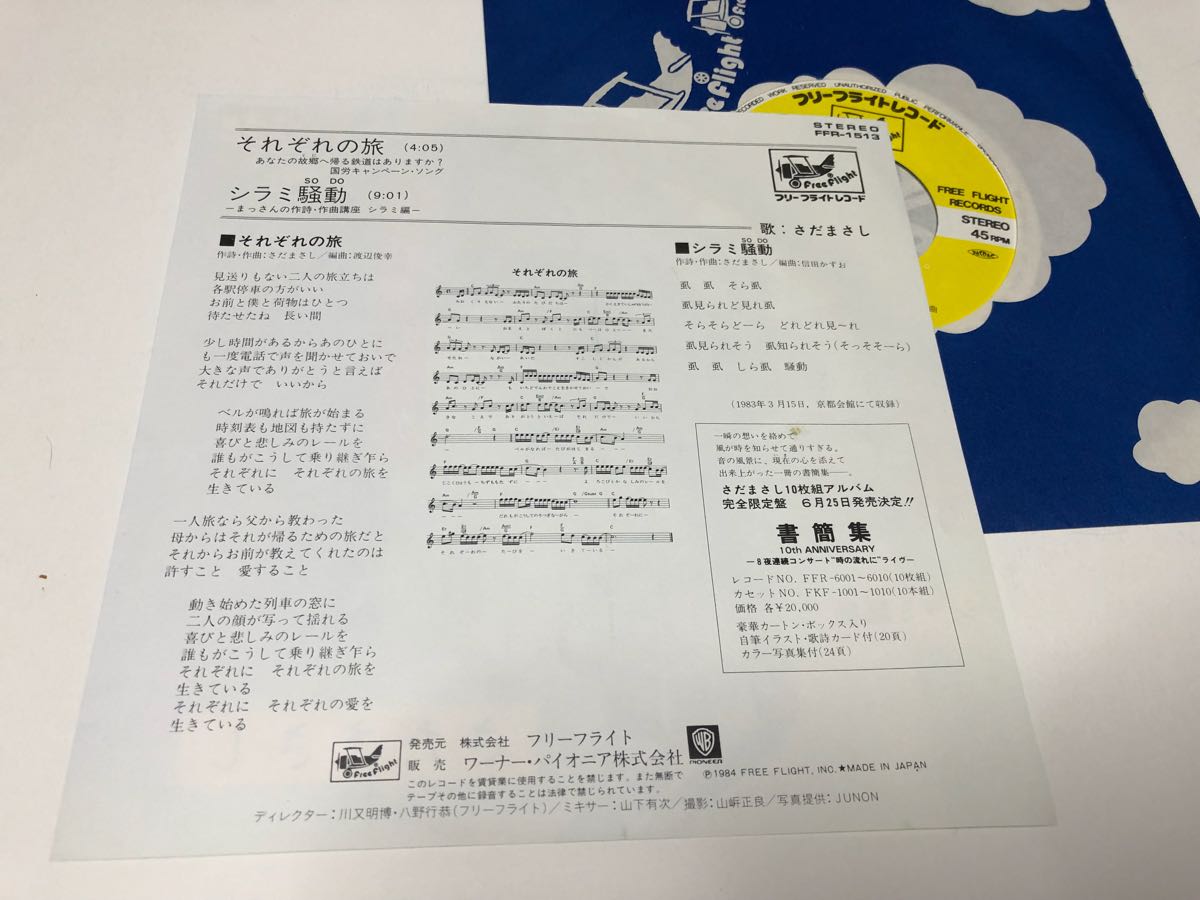 Free Flight
フリーフライトレコード
FREE FLIGHT
RECORDS
STEREO
45RPM
STEREO
FFR-1513
それぞれの旅 (4:05)
あなたの故郷へ帰る鉄道はありますか?
国労キャンペーン・ソング
SO DO
シラミ騒動 (9:01)
ーまっさんの作詩・作曲講座 シラミ編ー
Free Flight
フリーフライトレコード
歌:さだまさし
■それぞれの旅
作詩・作曲:さだまさし/編曲:渡辺俊幸
見送りもない二人の旅立ちは
各駅停車の方がいい
お前と僕と荷物はひとつ
待たせたね 長い間
少し時間があるからあのひとに
も一度電話で声を聞かせておいで
大きな声でありがとうと言えば
それだけで いいから
ベルが鳴れば旅が始まる
時刻表も地図も持たずに
喜びと悲しみのレールを
誰もがこうして乗り継ぎ乍ら
それぞれに それぞれの旅を
生きている
一人旅なら父から教わった
母からはそれが帰るための旅だと
それからお前が教えてくれたのは
許すこと 愛すること
動き始めた列車の窓に
二人の顔が写って揺れる
喜びと悲しみのレールを
誰もがこうして乗り継ぎ乍ら
それぞれに それぞれの旅を
生きている
それぞれに それぞれの愛を
生きている
それぞれの旅
SO DO
■シラミ騒動
作詩・作曲:さだまさし/編曲:信田かずお
虱 虱 そら虱
虱見られど見れ虱
そらそらどーら どれどれ見〜れ
虱見られそう 虱知られそう(そっそそーら)
虱 虱 しら虱 騒動
(1983年3月15日、京都会館にて収録)
一瞬の想いを絡めて
風が時を知らせて通りすぎる。
音の風景に、現在の心を添えて
出来上がった一冊の書簡集——。
さだまさし10枚組アルバム
完全限定盤 6月25日発売決定!!
書簡集
10th ANNIVERSARY
ー8夜連続コンサート“時の流れに”ライヴー
レコードNO. FFR-6001〜6010(10枚組)
カセットNO. FKF-1001〜1010(10本組)
価格 各¥20,000
豪華カートン・ボックス入り
自筆イラスト・歌詩カード付(20頁)
カラー写真集付(24頁)
Free Flight
発売元 株式会社 フリーフライト
販売 ワーナー・パイオニア株式会社
WB
PIONEER
このレコードを賃貸業に使用することを禁じます。また無断で
テープその他に録音することは法律で禁じられています。
Ⓟ1984 FREE FLIGHT, INC.★MADE IN JAPAN
ディレクター:川又明博・八野行恭(フリーフライト)/ミキサー:山下有次/撮影:山㟁正良/写真提供:JUNON